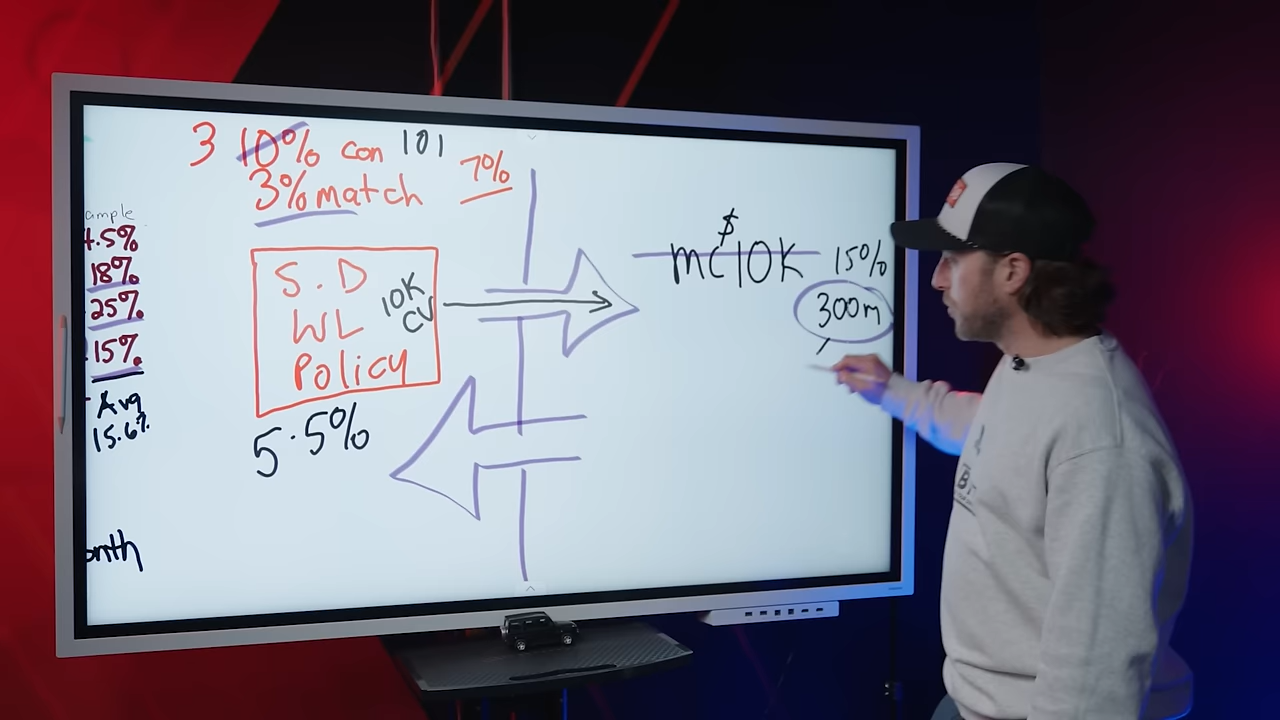 3 10% con 101
3% match 7%
ample
4.5%
18%
25%
15%
Avg
15.6%
onth
S.D
WL
Policy
10K
CV
5.5%
$
mc 10K 15%
300m